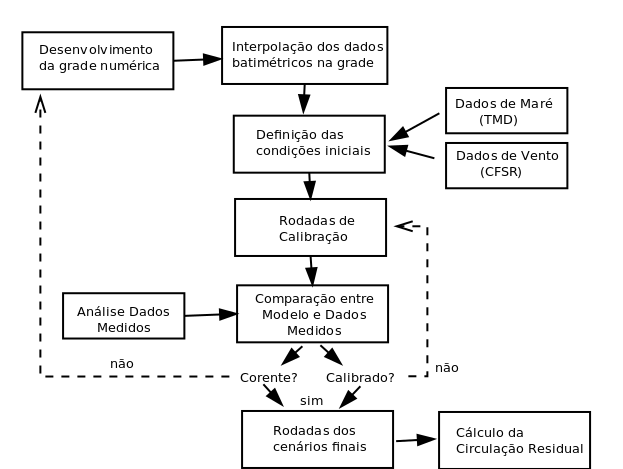 Desenvolvimento
da grade numérica
Interpolação dos dados
batimétricos na grade
Definição das
condições iniciais
Dados de Maré
(TMD)
Dados de Vento
(CFSR)
Rodadas de
Calibração
Análise Dados
Medidos
Comparação entre
Modelo e Dados
Medidos
não
Corente?
Calibrado?
não
sim
Rodadas dos
cenários finais
Cálculo da
Circulação Residual